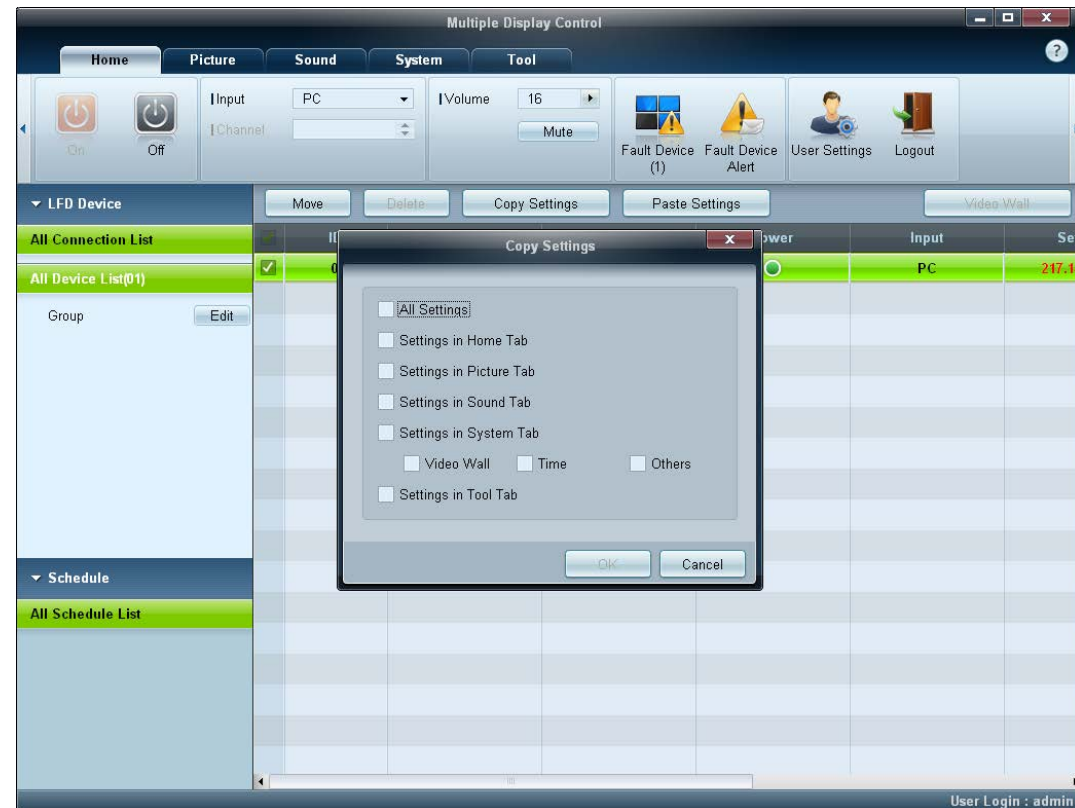 Multiple Display Control
Home Picture Sound System Tool
Input PC Volume 16
Channel Mute
On Off Fault Device (1) Fault Device Alert User Settings Logout
LFD Device Move Delete Copy Settings Paste Settings Video Wall
All Connection List
Input
PC
217.1
All Device List(01)
Group Edit
Copy Settings
All Settings
Settings in Home Tab
Settings in Picture Tab
Settings in Sound Tab
Settings in System Tab
Video Wall Time Others
Settings in Tool Tab
OK Cancel
Schedule
All Schedule List
User Login : admin